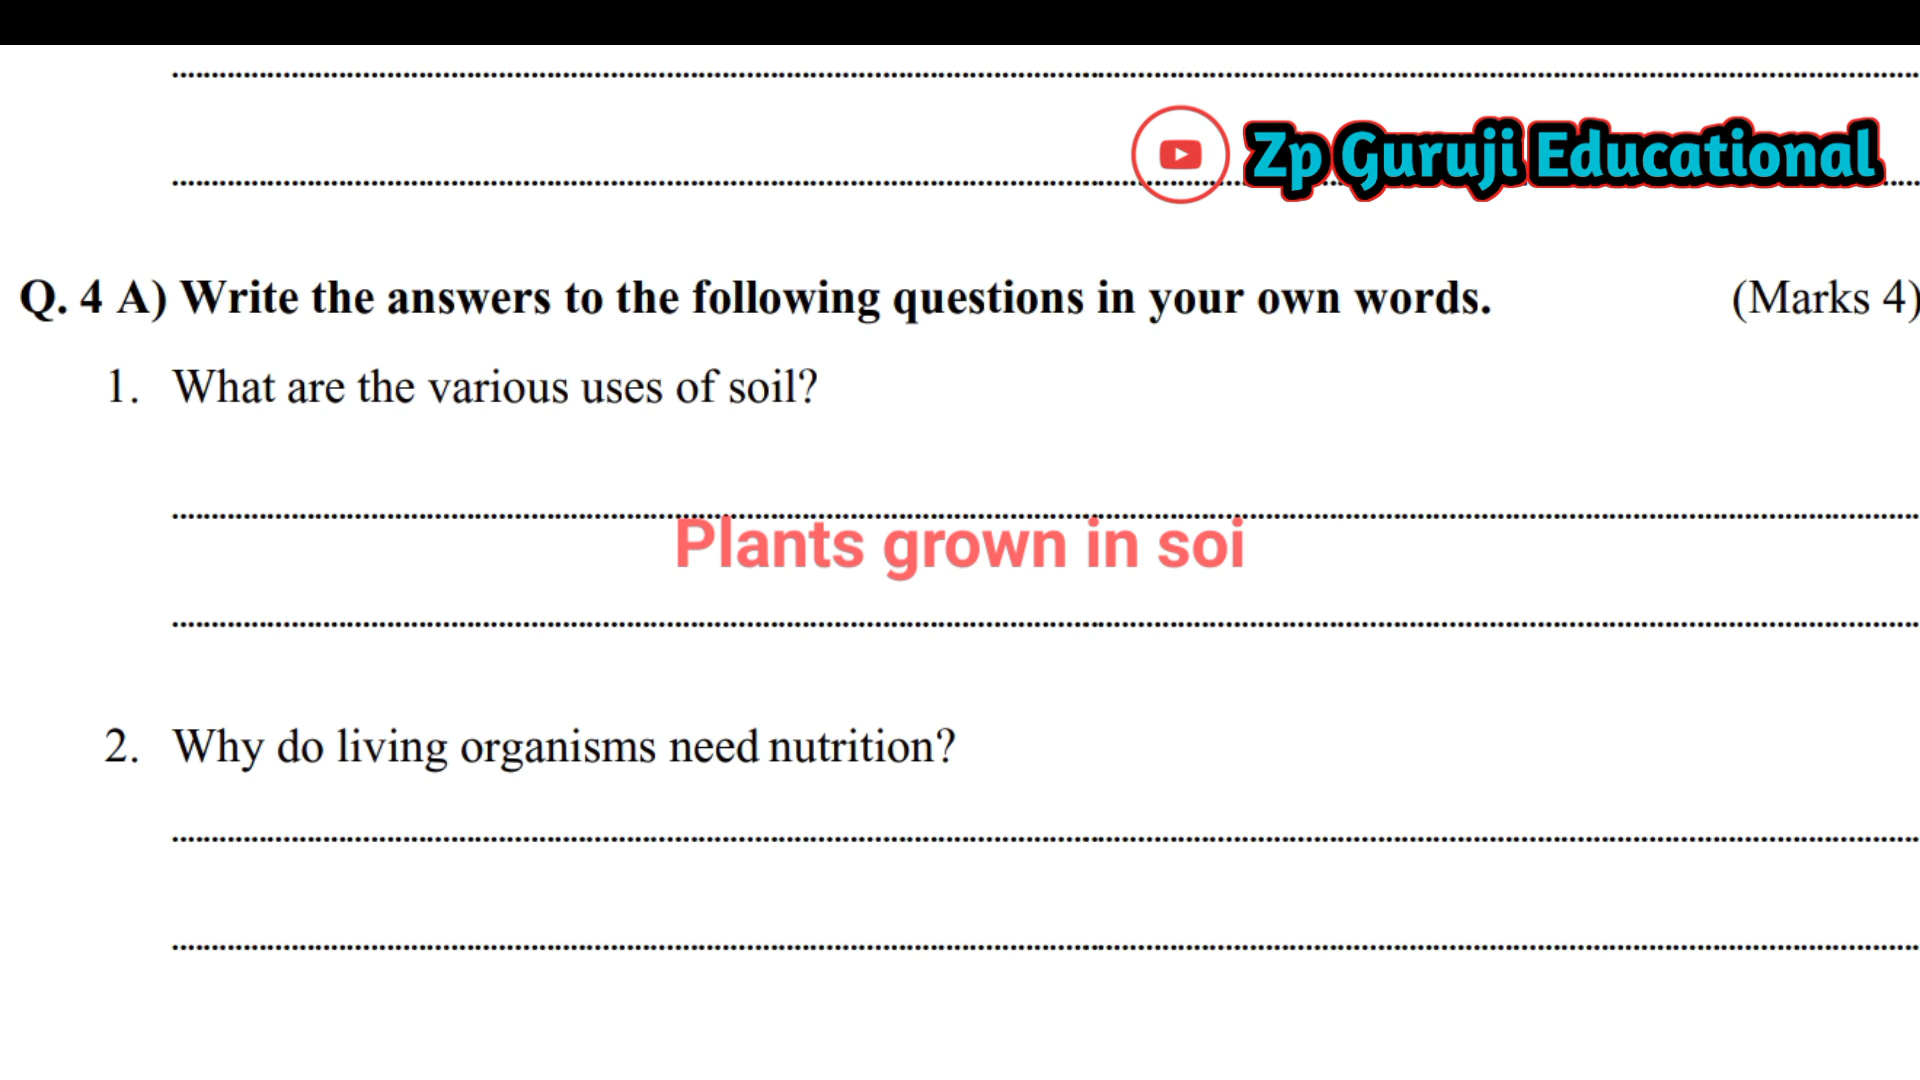 Zp Guruji Educational
Q. 4 A) Write the answers to the following questions in your own words. (Marks 4)
1. What are the various uses of soil?
Plants grown in soi
2. Why do living organisms need nutrition?